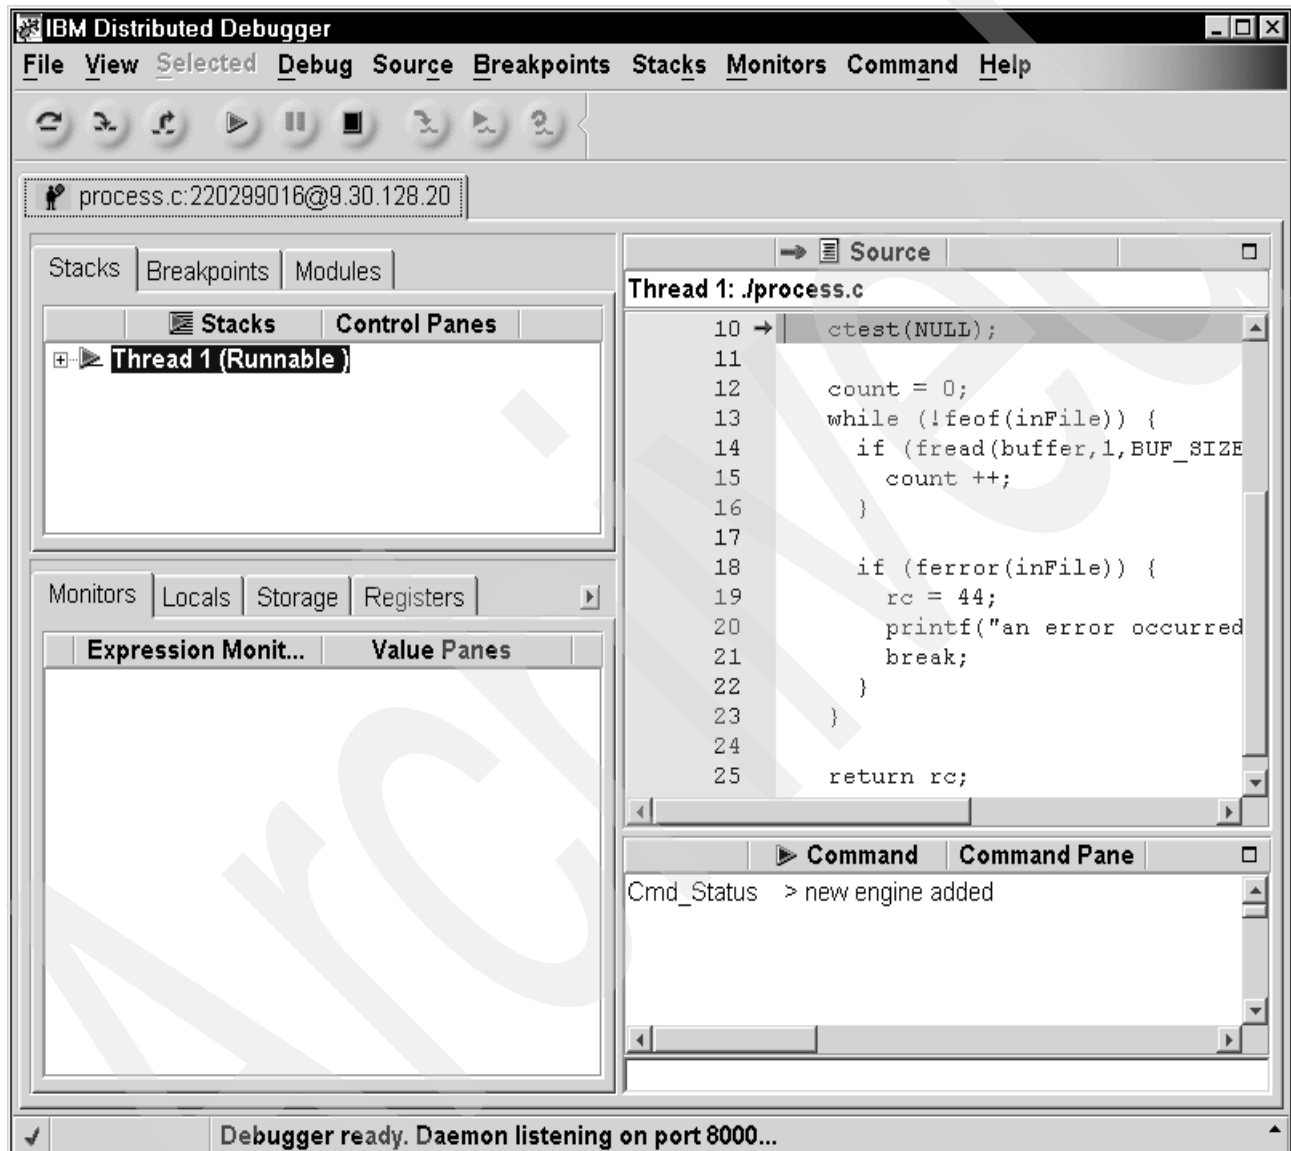 IBM Distributed Debugger
File View Selected Debug Source Breakpoints Stacks Monitors Command Help
process.c:220299016@9.30.128.20
Stacks Breakpoints Modules
Stacks Control Panes
Thread 1 (Runnable )
Monitors Locals Storage Registers
Expression Monit... Value Panes
Source
Thread 1: ./process.c
10 ctest(NULL);
11
12 count = 0;
13 while (!feof(inFile)) {
14 if (fread(buffer,1,BUF_SIZE
15 count ++;
16 }
17
18 if (ferror(inFile)) {
19 rc = 44;
20 printf("an error occurred
21 break;
22 }
23 }
24
25 return rc;
Command Command Pane
Cmd_Status > new engine added
Debugger ready. Daemon listening on port 8000...
Archived